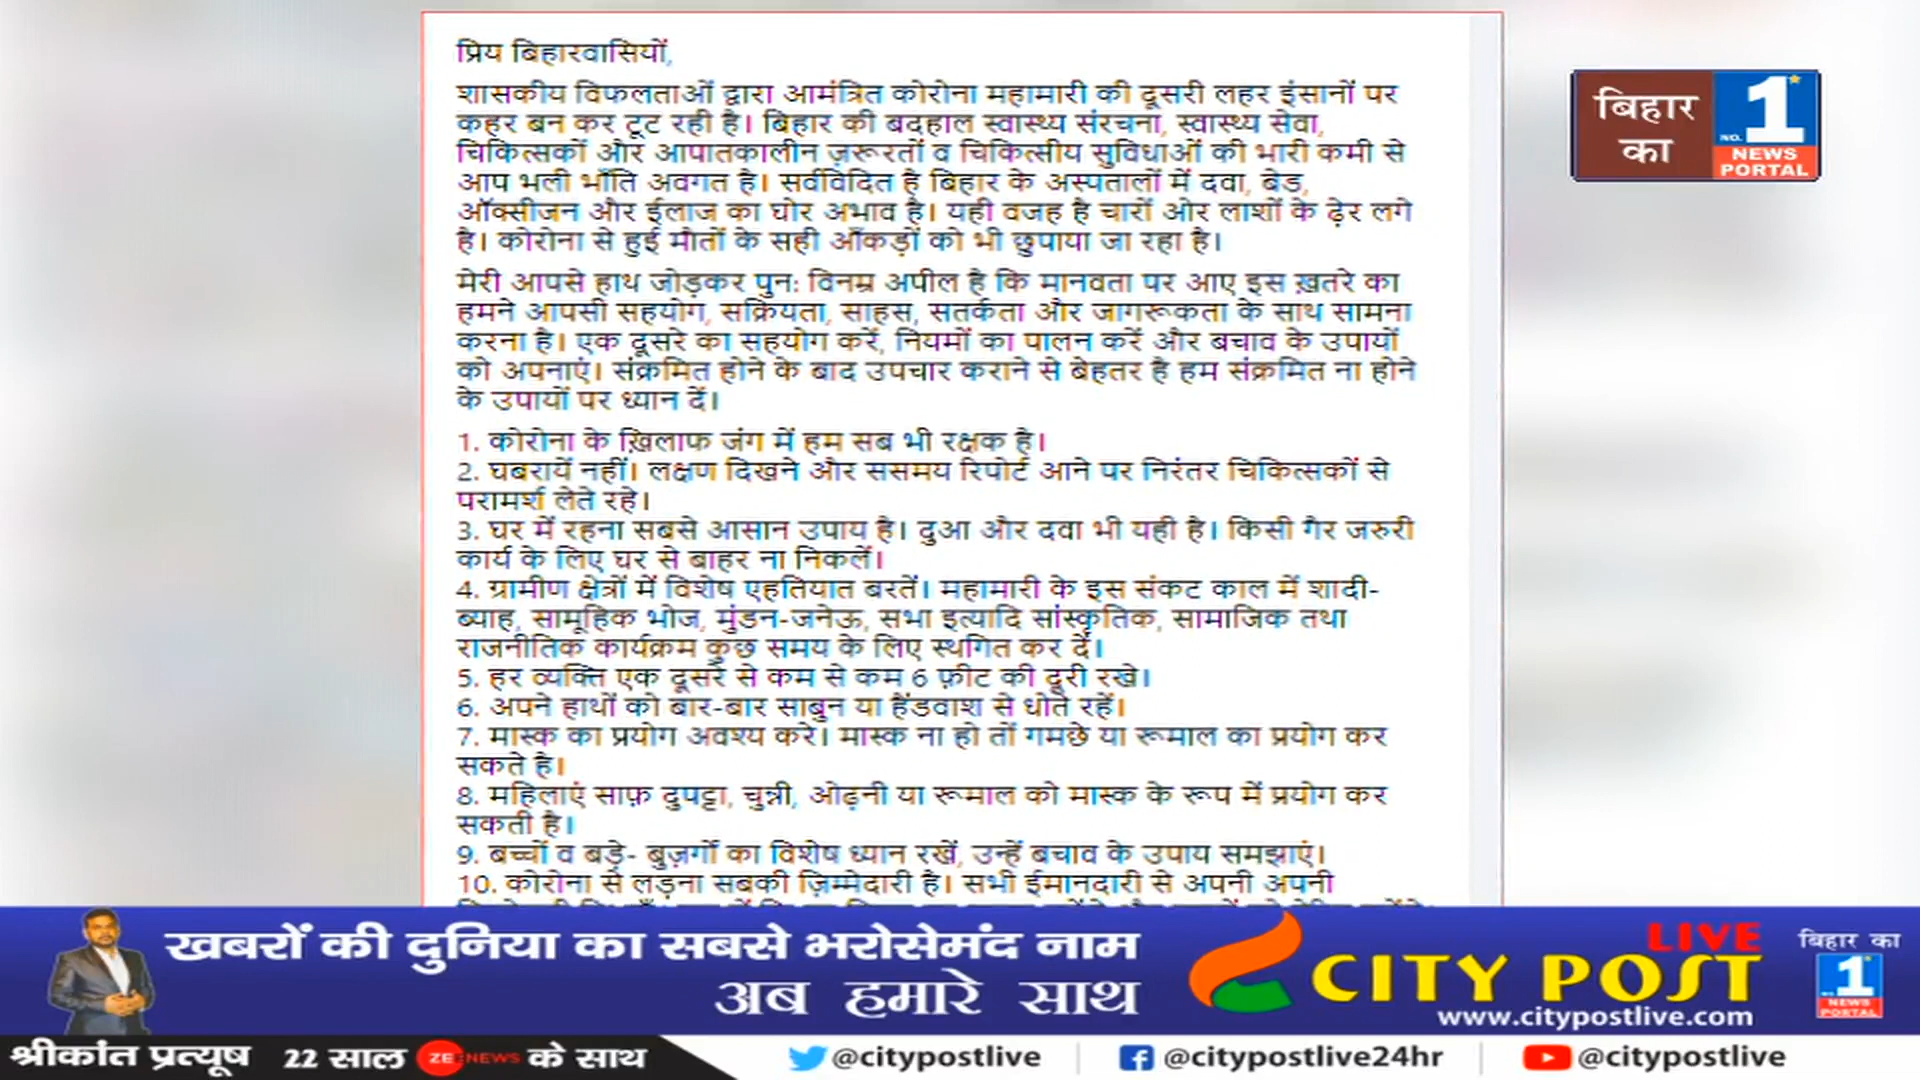 प्रिय बिहारवासियों,
शासकीय विफलताओं द्वारा आमंत्रित कोरोना महामारी की दूसरी लहर इंसानों पर
कहर बन कर टूट रही है। बिहार की बदहाल स्वास्थ्य संरचना, स्वास्थ्य सेवा,
चिकित्सकों और आपातकालीन ज़रूरतों व चिकित्सीय सुविधाओं की भारी कमी से
आप भली भाँति अवगत है। सर्वविदित है बिहार के अस्पतालों में दवा, बेड,
ऑक्सीजन और ईलाज का घोर अभाव है। यही वजह है चारों ओर लाशों के ढ़ेर लगे
है। कोरोना से हुई मौतों के सही आँकड़ों को भी छुपाया जा रहा है।
मेरी आपसे हाथ जोड़कर पुनः विनम्र अपील है कि मानवता पर आए इस ख़तरे का
हमने आपसी सहयोग, सक्रियता, साहस, सतर्कता और जागरूकता के साथ सामना
करना है। एक दूसरे का सहयोग करें, नियमों का पालन करें और बचाव के उपायों
को अपनाएं। संक्रमित होने के बाद उपचार कराने से बेहतर है हम संक्रमित ना होने
के उपायों पर ध्यान दें।
1. कोरोना के ख़िलाफ जंग में हम सब भी रक्षक है।
2. घबरायें नहीं। लक्षण दिखने और ससमय रिपोर्ट आने पर निरंतर चिकित्सकों से
परामर्श लेते रहे।
3. घर में रहना सबसे आसान उपाय है। दुआ और दवा भी यही है। किसी गैर जरुरी
कार्य के लिए घर से बाहर ना निकलें।
4. ग्रामीण क्षेत्रों में विशेष एहतियात बरतें। महामारी के इस संकट काल में शादी-
ब्याह, सामूहिक भोज, मुंडन-जनेऊ, सभा इत्यादि सांस्कृतिक, सामाजिक तथा
राजनीतिक कार्यक्रम कुछ समय के लिए स्थगित कर दें।
5. हर व्यक्ति एक दूसरे से कम से कम 6 फ़ीट की दूरी रखे।
6. अपने हाथों को बार-बार साबुन या हैंडवाश से धोते रहें।
7. मास्क का प्रयोग अवश्य करे। मास्क ना हो तों गमछे या रूमाल का प्रयोग कर
सकते है।
8. महिलाएं साफ़ दुपट्टा, चुन्नी, ओढ़नी या रूमाल को मास्क के रूप में प्रयोग कर
सकती है।
9. बच्चों व बड़े- बुज़र्गों का विशेष ध्यान रखें, उन्हें बचाव के उपाय समझाएं।
10. कोरोना से लड़ना सबकी ज़िम्मेदारी है। सभी ईमानदारी से अपनी अपनी
बिहार का
NO. 1
NEWS PORTAL
खबरों की दुनिया का सबसे भरोसेमंद नाम
अब हमारे साथ
LIVE
CITY POST
www.citypostlive.com
बिहार का
1
NEWS
PORTAL
श्रीकांत प्रत्यूष 22 साल ZEE NEWS के साथ
@citypostlive
@citypostlive24hr
@citypostlive